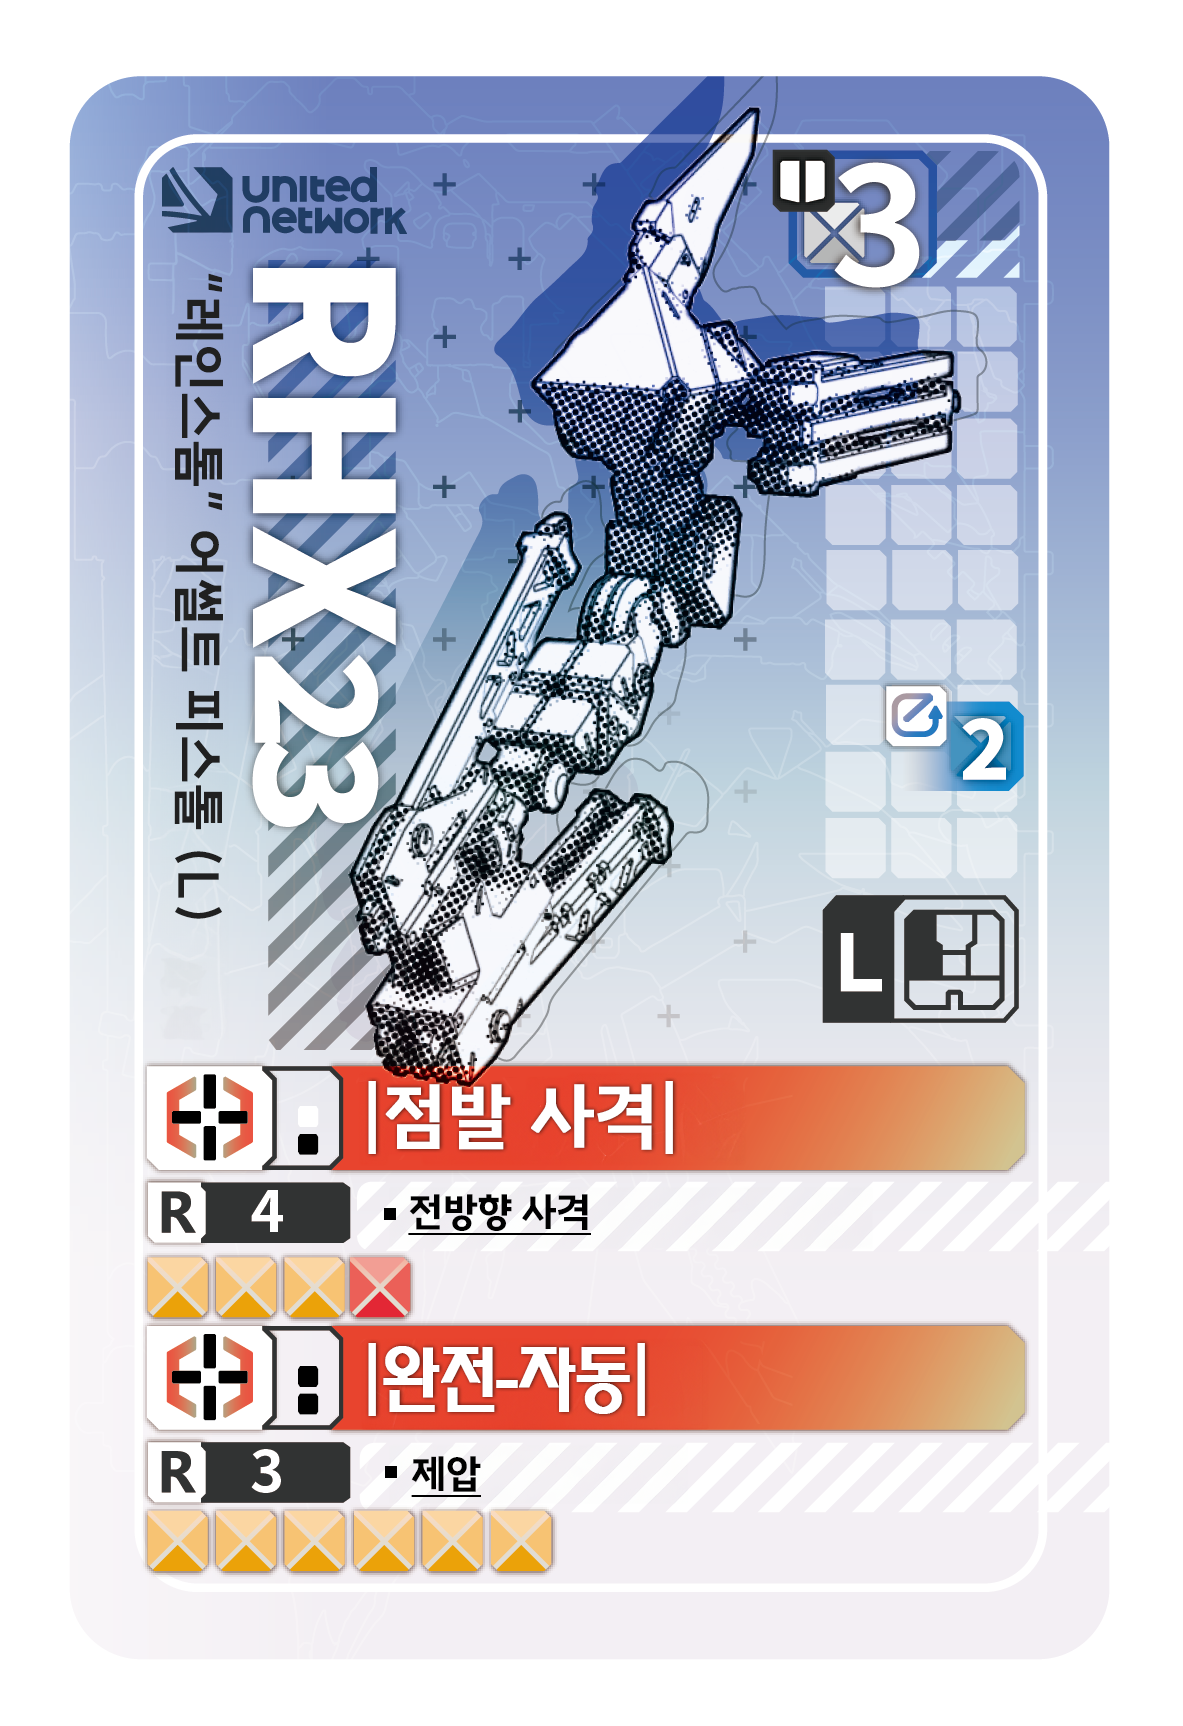 united
network
RHX23
"레인스톰" 어썰트 피스톨 (L)
3
2
L
|점발 사격|
R 4
▪ 전방향 사격
|완전-자동|
R 3
▪ 제압